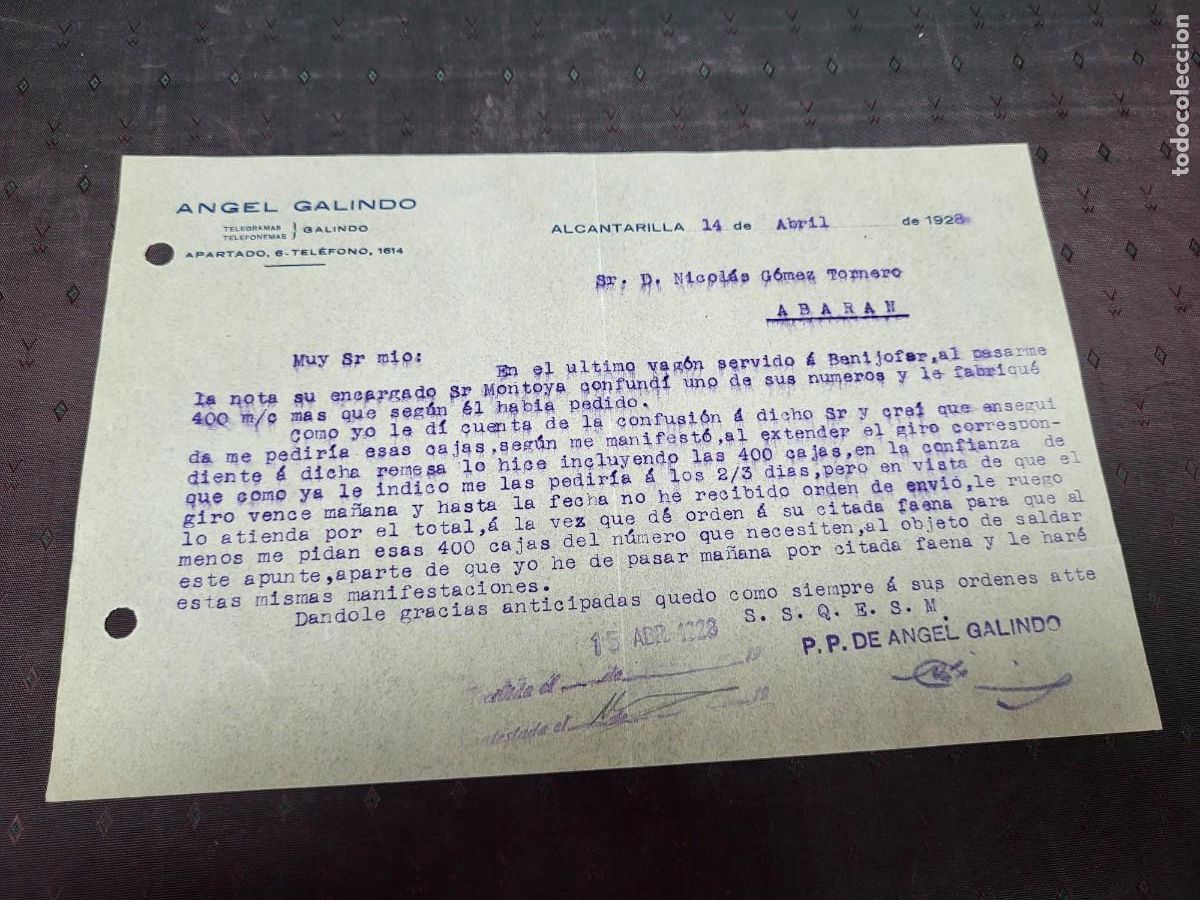 ANGEL GALINDO
TELEGRAMAS
TELEFONEMAS } GALINDO
APARTADO, 6-TELÉFONO, 1614
ALCANTARILLA 14 de Abril de 1928
Sr. D. Nicolás Gómez Tornero
ABARAN
Muy Sr mio: En el ultimo vagón servido á Benijofar,al pasarme
la nota su encargado Sr Montoya confundí uno de sus numeros y le fabriqué
400 m/c mas que según él habia pedido.
Como yo le dí cuenta de la confusión á dicho Sr y creí que ensegui
da me pediría esas cajas,según me manifestó,al extender el giro correspon-
diente á dicha remesa lo hice incluyendo las 400 cajas,en la confianza de
que como ya le indico me las pediría á los 2/3 dias,pero en vista de que el
giro vence mañana y hasta la fecha no he recibido orden de envió,le ruego
lo atienda por el total,á la vez que dé orden á su citada faena para que al
menos me pidan esas 400 cajas del número que necesiten,al objeto de saldar
este apunte,aparte de que yo he de pasar mañana por citada faena y le haré
estas mismas manifestaciones.
Dandole gracias anticipadas quedo como siempre á sus ordenes atte
S. S. Q. E. S. M.
15 ABR. 1928
P. P. DE ANGEL GALINDO
el de 19
el de 19
todocoleccion